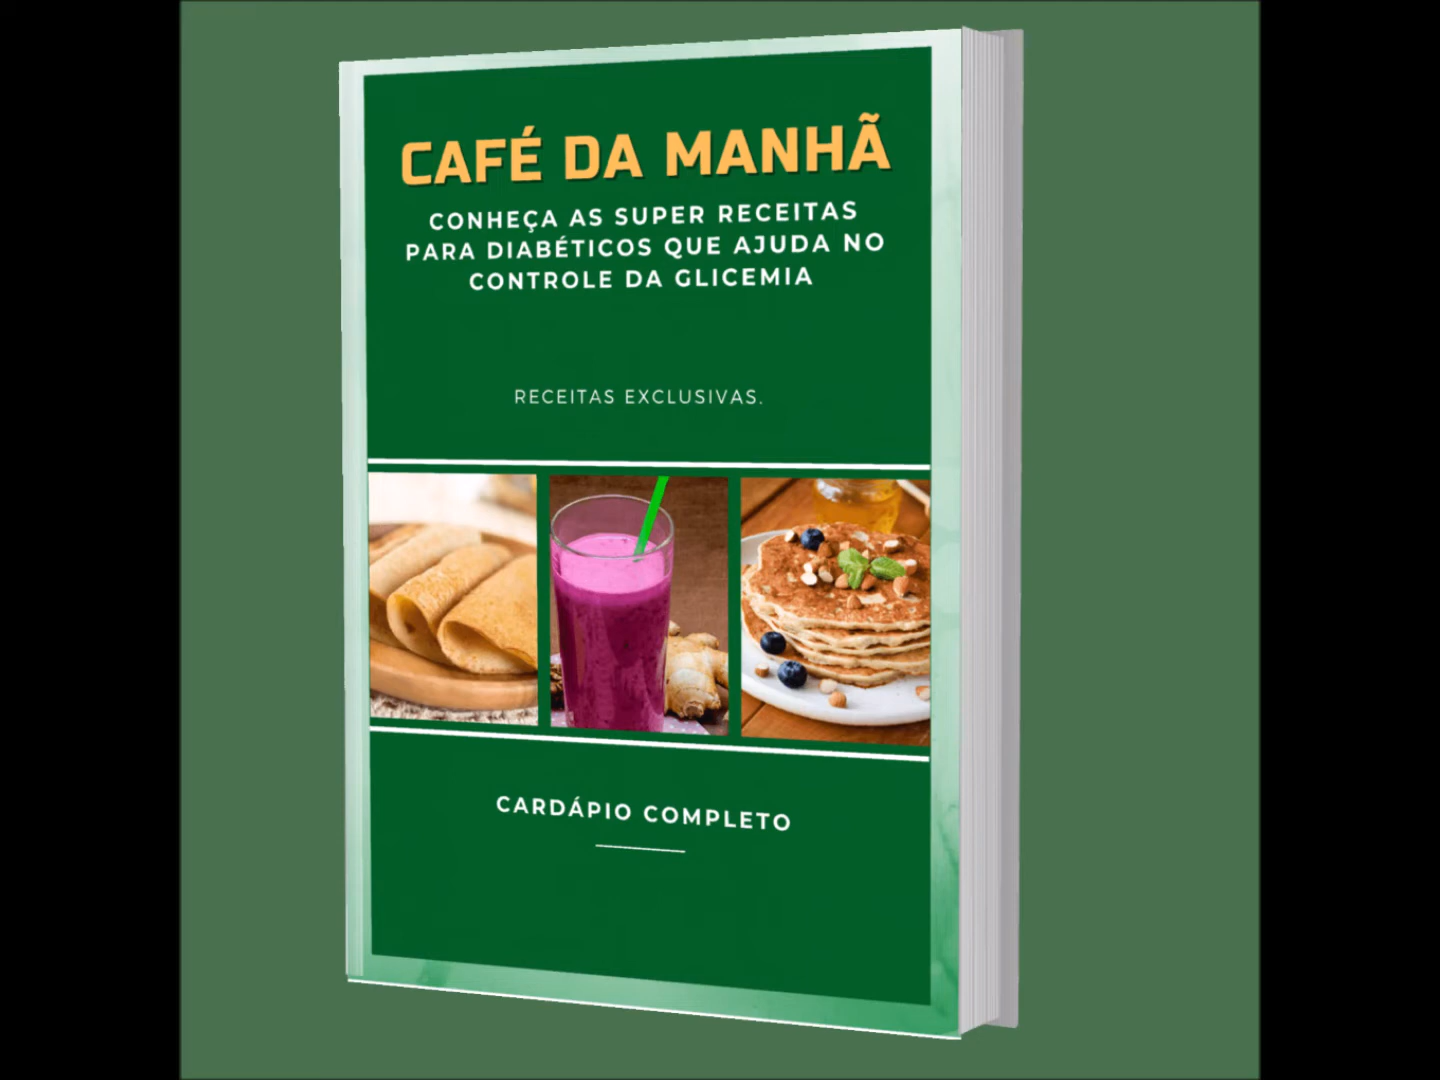 CAFÉ DA MANHÃ
CONHEÇA AS SUPER RECEITAS
PARA DIABÉTICOS QUE AJUDA NO
CONTROLE DA GLICEMIA
RECEITAS EXCLUSIVAS.
CARDÁPIO COMPLETO